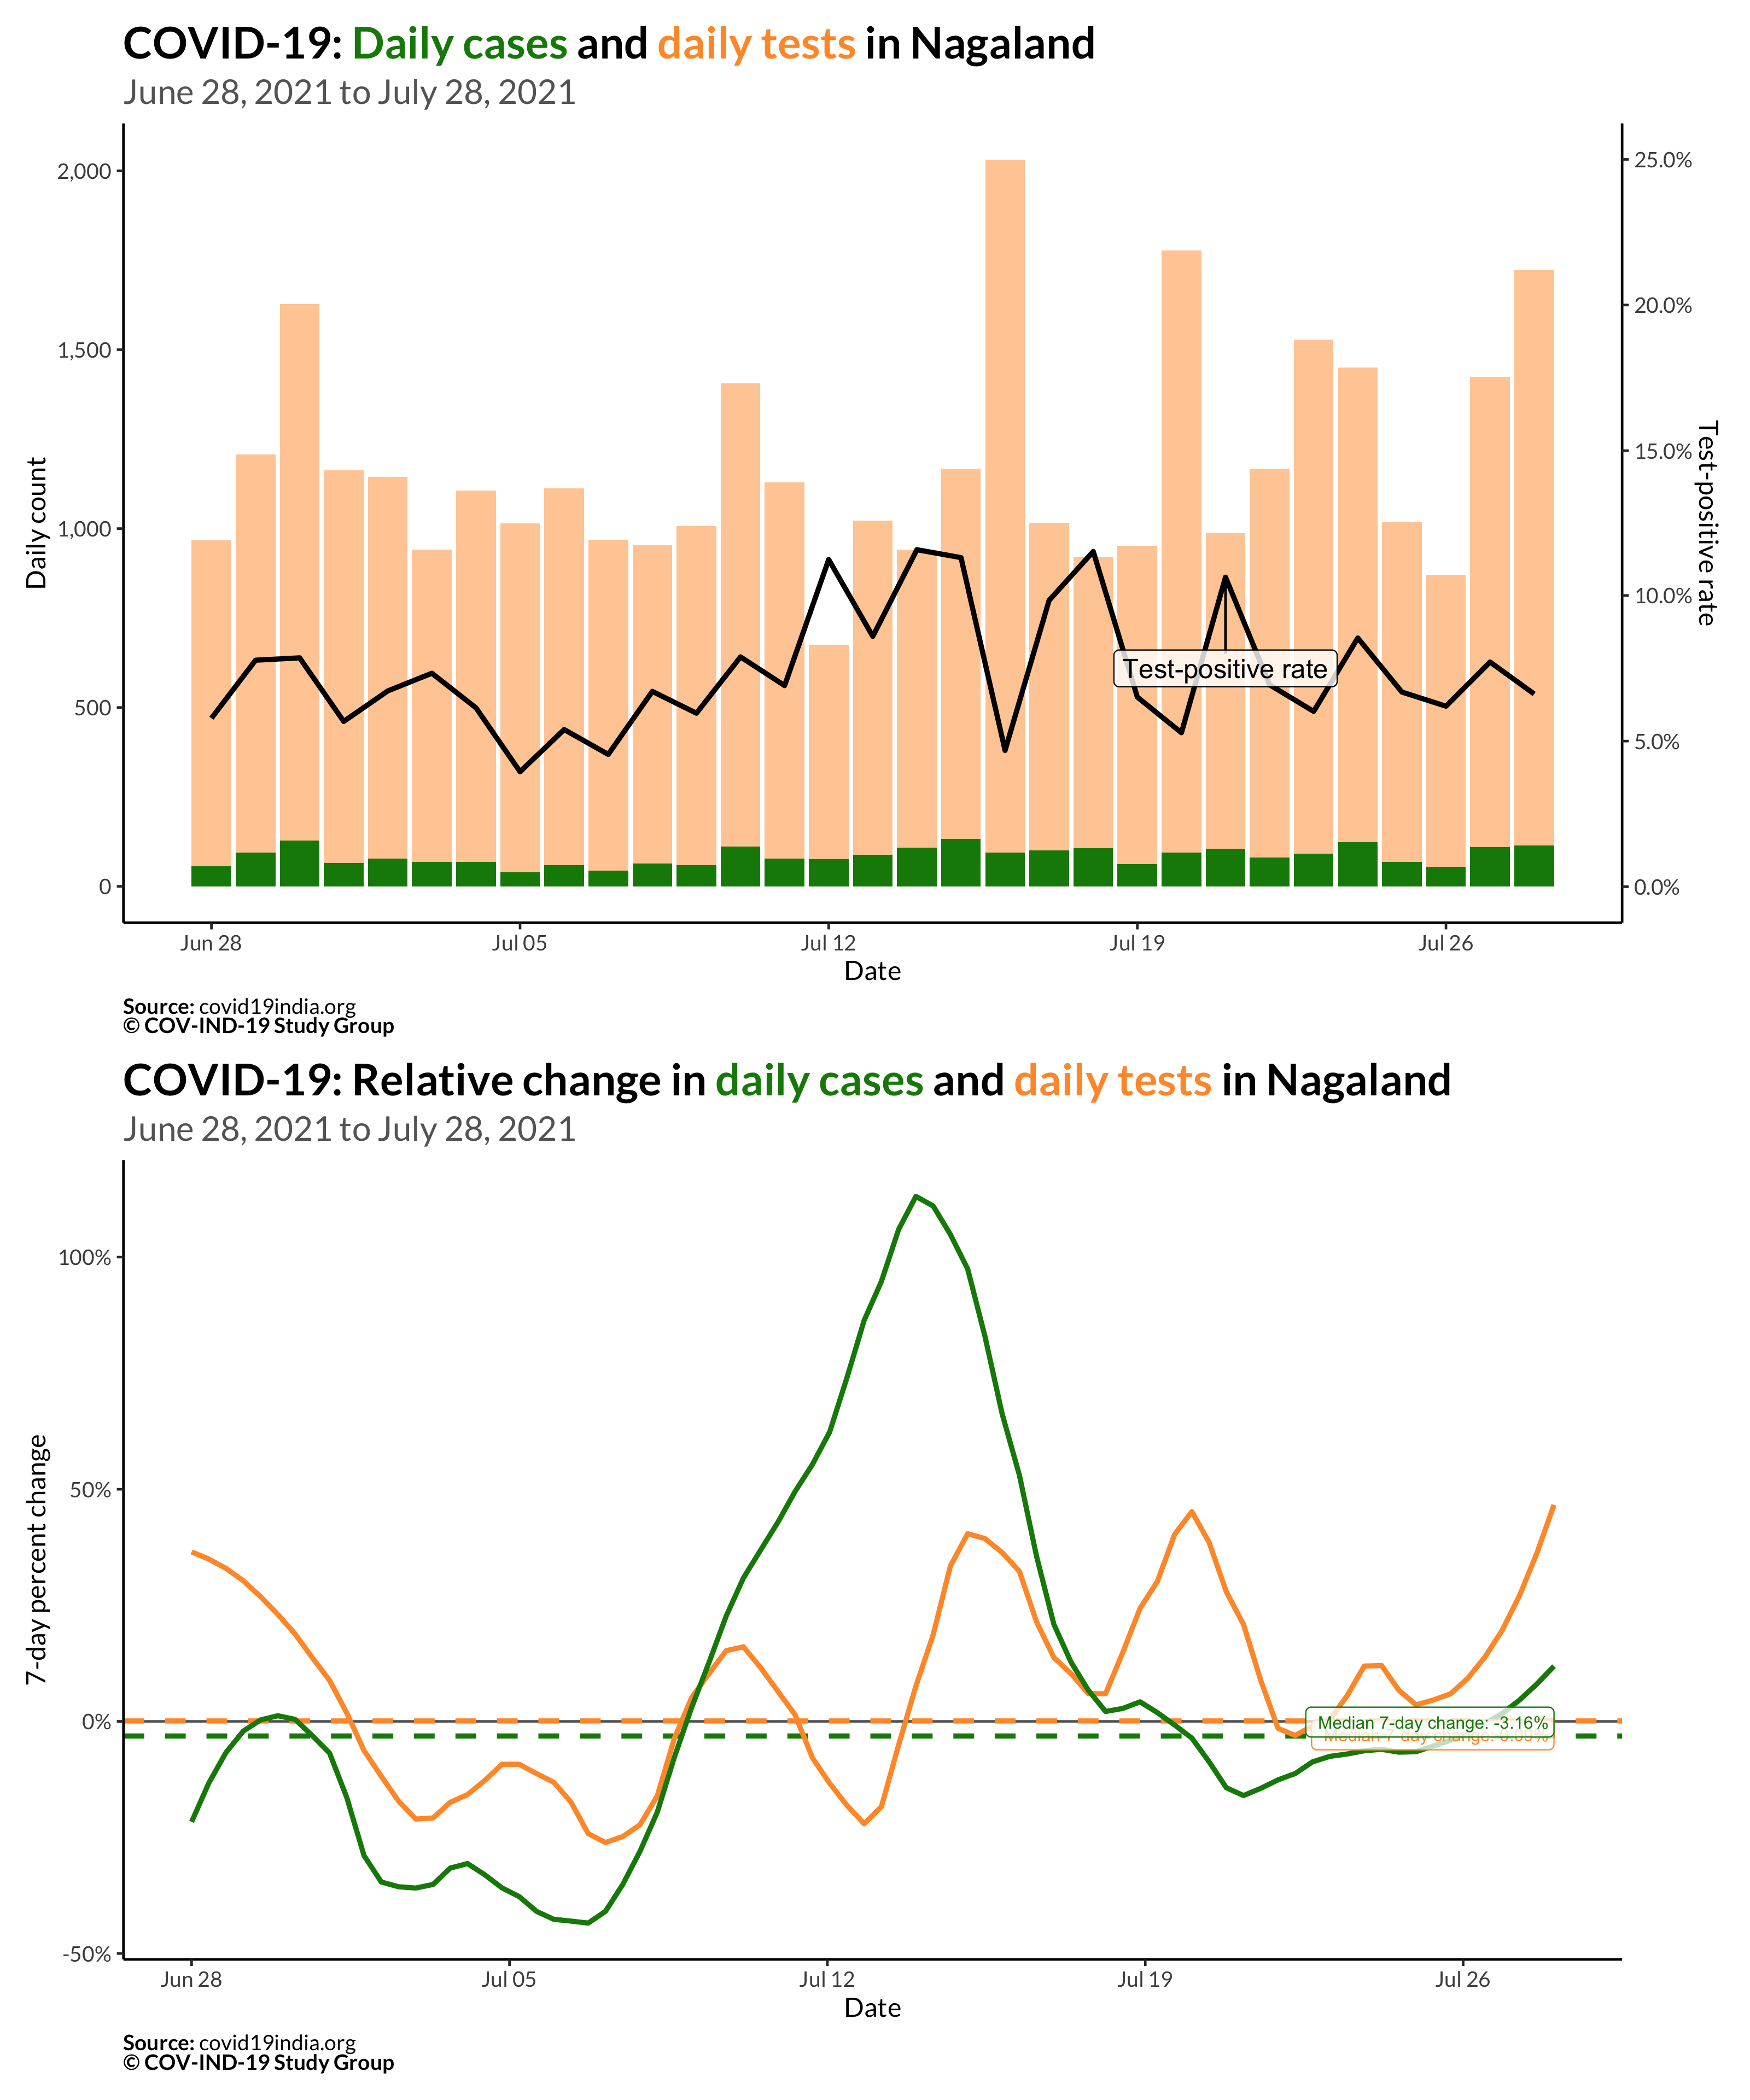 COVID-19: Daily cases and daily tests in Nagaland
June 28, 2021 to July 28, 2021
2,000
1,500
1,000
500
0
Daily count
25.0%
20.0%
15.0%
10.0%
5.0%
0.0%
Test-positive rate
Test-positive rate
Jun 28
Jul 05
Jul 12
Jul 19
Jul 26
Date
Source: covid19india.org
© COV-IND-19 Study Group
COVID-19: Relative change in daily cases and daily tests in Nagaland
June 28, 2021 to July 28, 2021
100%
50%
0%
-50%
7-day percent change
Median 7-day change: -3.16%
Median 7-day change:
Jun 28
Jul 05
Jul 12
Jul 19
Jul 26
Date
Source: covid19india.org
© COV-IND-19 Study Group